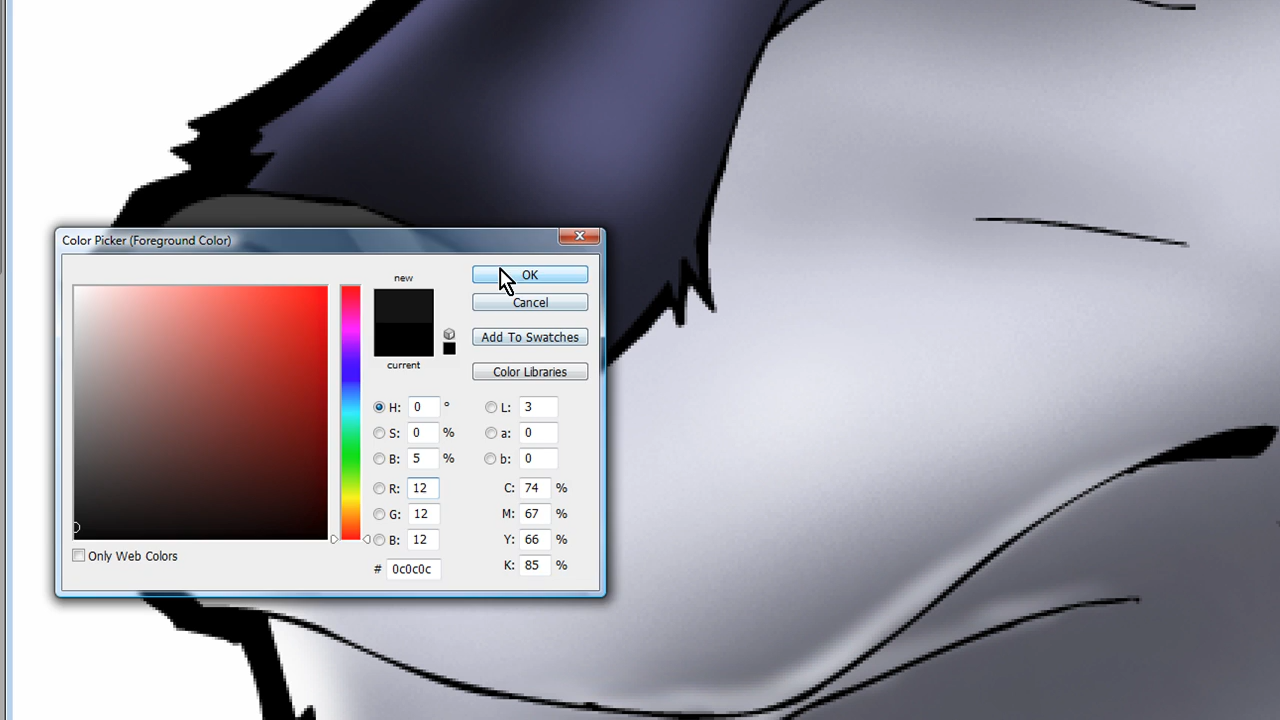 Color Picker (Foreground Color)
new
OK
Cancel
Add To Swatches
current
Color Libraries
H: 0 ° L: 3
S: 0 % a: 0
B: 5 % b: 0
R: 12 C: 74 %
G: 12 M: 67 %
B: 12 Y: 66 %
Only Web Colors # 0c0c0c K: 85 %